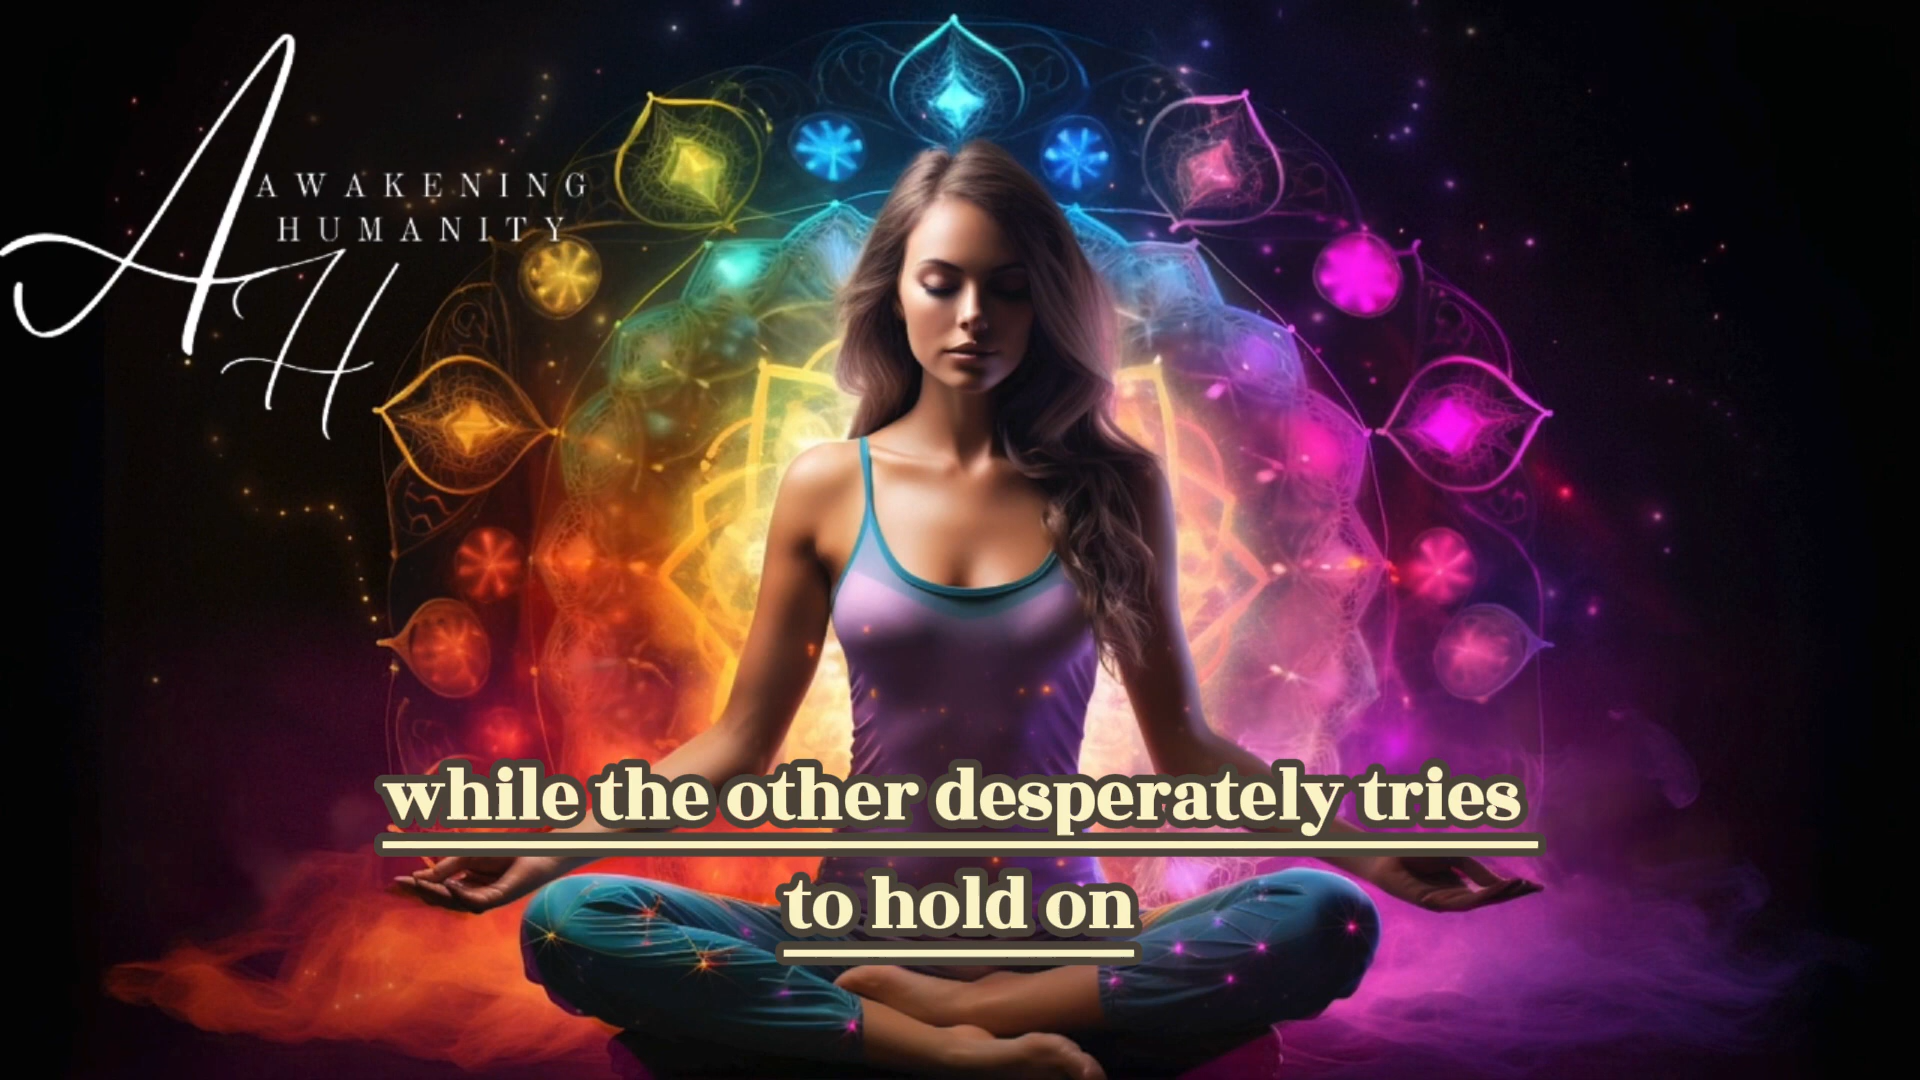 AWAKENING
HUMANITY
AH
while the other desperately tries
to hold on